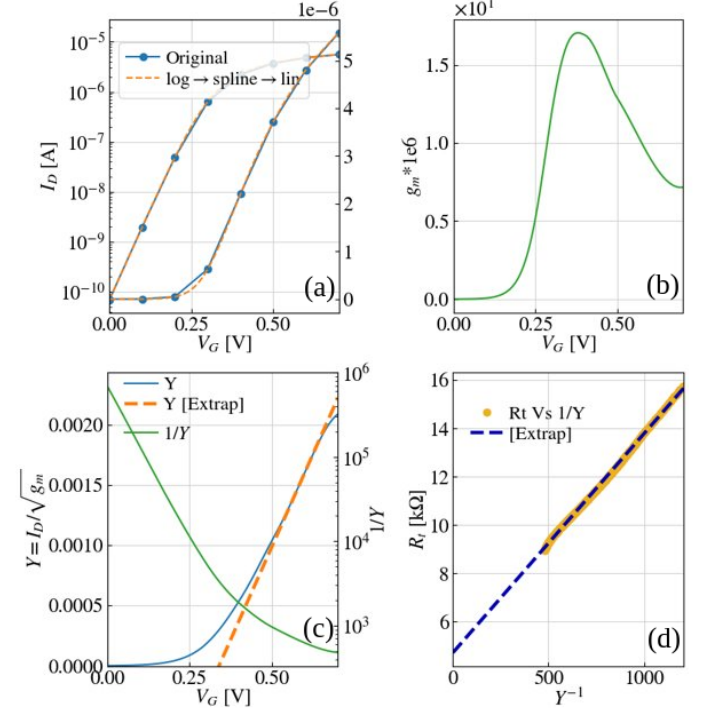 1e−6
10⁻⁵
10⁻⁶
10⁻⁷
10⁻⁸
10⁻⁹
10⁻¹⁰
I_D [A]
Original
log→spline→lin
5
4
3
2
1
0
(a)
0.00 0.25 0.50
V_G [V]
×10¹
1.5
1.0
0.5
0.0
g_m*1e6
(b)
0.00 0.25 0.50
V_G [V]
0.0020
0.0015
0.0010
0.0005
0.0000
Y=I_D/√g_m
Y
Y [Extrap]
1/Y
10⁶
10⁵
10⁴
10³
1/Y
(c)
0.00 0.25 0.50
V_G [V]
16
14
12
10
8
6
R_t [kΩ]
Rt Vs 1/Y
[Extrap]
(d)
0 500 1000
Y⁻¹